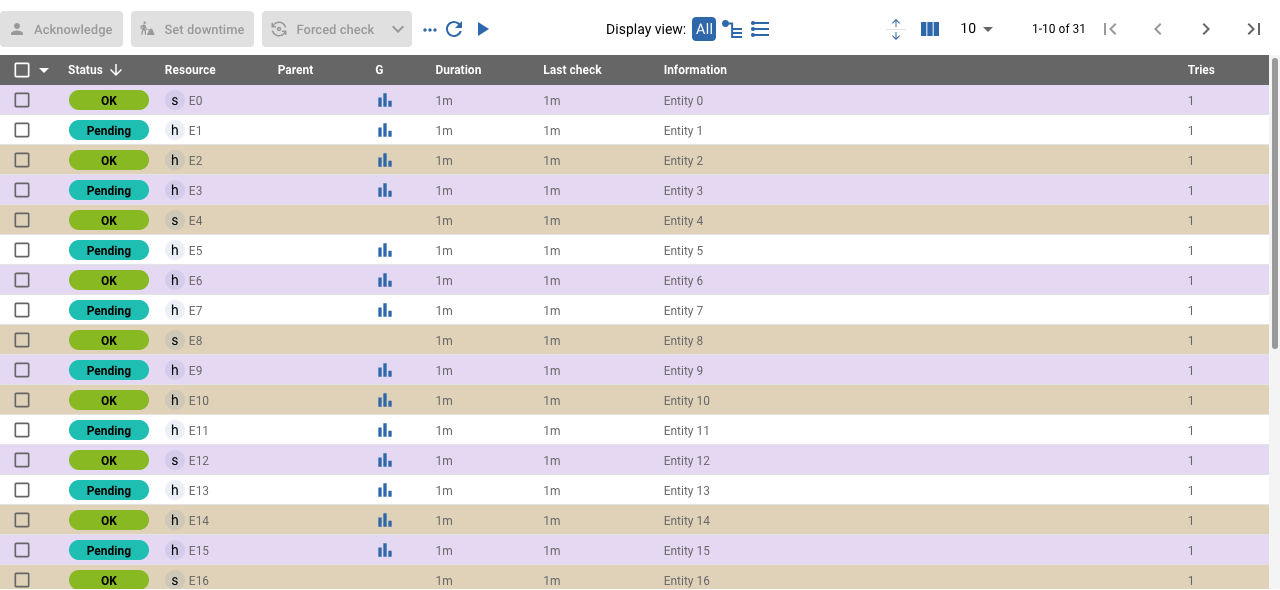 Acknowledge Set downtime Forced check Display view: All 10 1-10 of 31
Status Resource Parent G Duration Last check Information Tries
OK s E0 1m 1m Entity 0 1
Pending h E1 1m 1m Entity 1 1
OK h E2 1m 1m Entity 2 1
Pending h E3 1m 1m Entity 3 1
OK s E4 1m 1m Entity 4 1
Pending h E5 1m 1m Entity 5 1
OK h E6 1m 1m Entity 6 1
Pending h E7 1m 1m Entity 7 1
OK s E8 1m 1m Entity 8 1
Pending h E9 1m 1m Entity 9 1
OK h E10 1m 1m Entity 10 1
Pending h E11 1m 1m Entity 11 1
OK s E12 1m 1m Entity 12 1
Pending h E13 1m 1m Entity 13 1
OK h E14 1m 1m Entity 14 1
Pending h E15 1m 1m Entity 15 1
OK s E16 1m 1m Entity 16 1